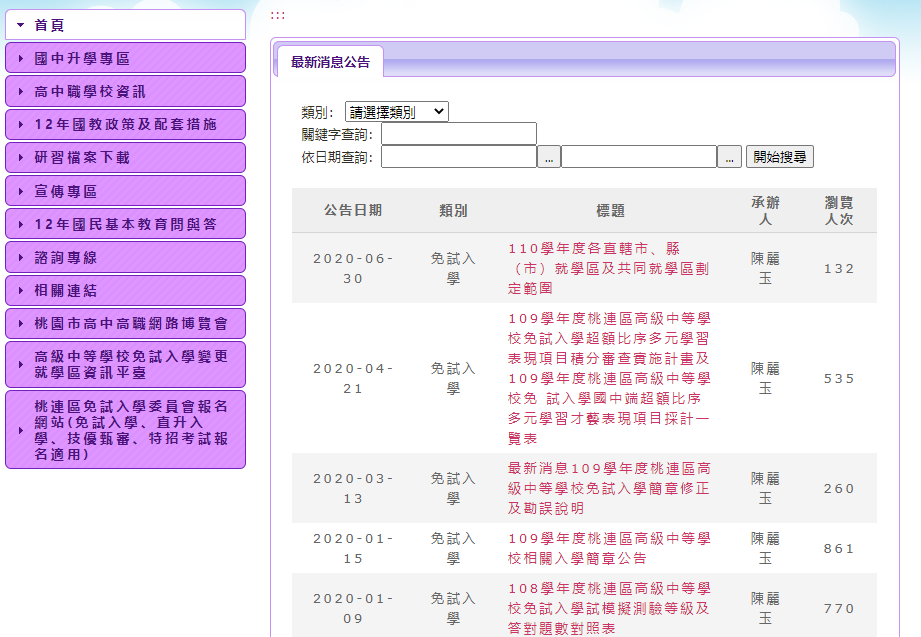 首頁
國中升學專區
高中職學校資訊
12年國教政策及配套措施
研習檔案下載
宣傳專區
12年國民基本教育問與答
諮詢專線
相關連結
桃園市高中高職網路博覽會
高級中等學校免試入學變更
就學區資訊平臺
桃連區免試入學委員會報名
網站(免試入學、直升入
學、技優甄審、特招考試報
名適用)
:::
最新消息公告
類別： 請選擇類別
關鍵字查詢：
依日期查詢： ... ... 開始搜尋
公告日期 類別 標題 承辦
人 瀏覽
人次
2020-06-
30 免試入
學 110學年度各直轄市、縣
（市）就學區及共同就學區劃
定範圍 陳麗
玉 132
2020-04-
21 免試入
學 109學年度桃連區高級中等學
校免試入學超額比序多元學習
表現項目積分審查實施計畫及
109學年度桃連區高級中等學
校免 試入學國中端超額比序
多元學習才藝表現項目採計一
覽表 陳麗
玉 535
2020-03-
13 免試入
學 最新消息109學年度桃連區高
級中等學校免試入學簡章修正
及勘誤說明 陳麗
玉 260
2020-01-
15 免試入
學 109學年度桃連區高級中等學
校相關入學簡章公告 陳麗
玉 861
2020-01-
09 免試入
學 108學年度桃連區高級中等學
校免試入學試模擬測驗等級及
答對題數對照表 陳麗
玉 770